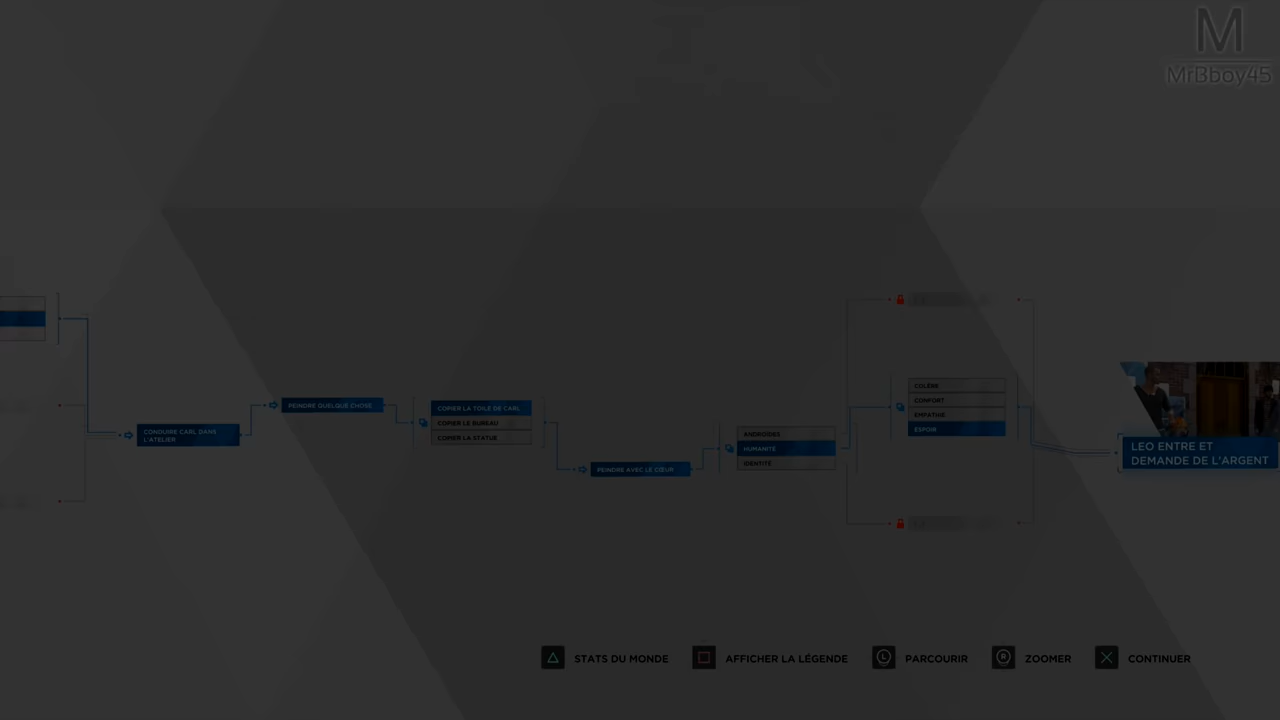 M
MrBboy45
CONDUIRE CARL DANS
L'ATELIER
PEINDRE QUELQUE CHOSE
COPIER LA TOILE DE CARL
COPIER LE BUREAU
COPIER LA STATUE
PEINDRE AVEC LE CŒUR
ANDROÏDES
HUMANITÉ
IDENTITÉ
COLÈRE
CONFORT
EMPATHIE
ESPOIR
LEO ENTRE ET
DEMANDE DE L'ARGENT
STATS DU MONDE
AFFICHER LA LÉGENDE
L
PARCOURIR
R
ZOOMER
CONTINUER